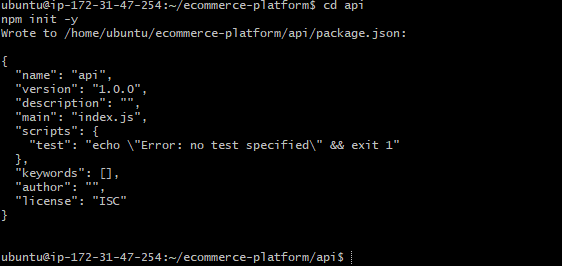 ubuntu@ip-172-31-47-254:~/ecommerce-platform$ cd api
npm init -y
Wrote to /home/ubuntu/ecommerce-platform/api/package.json:

{
  "name": "api",
  "version": "1.0.0",
  "description": "",
  "main": "index.js",
  "scripts": {
    "test": "echo \"Error: no test specified\" && exit 1"
  },
  "keywords": [],
  "author": "",
  "license": "ISC"
}

ubuntu@ip-172-31-47-254:~/ecommerce-platform/api$